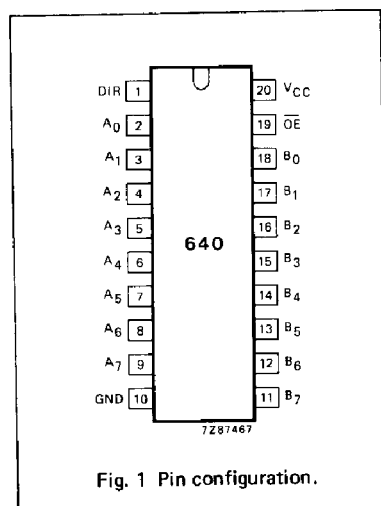 DIR 1 20 VCC
A0 2 19 OE
A1 3 18 B0
A2 4 17 B1
A3 5 16 B2
640
A4 6 15 B3
A5 7 14 B4
A6 8 13 B5
A7 9 12 B6
GND 10 11 B7
7Z87467
Fig. 1 Pin configuration.